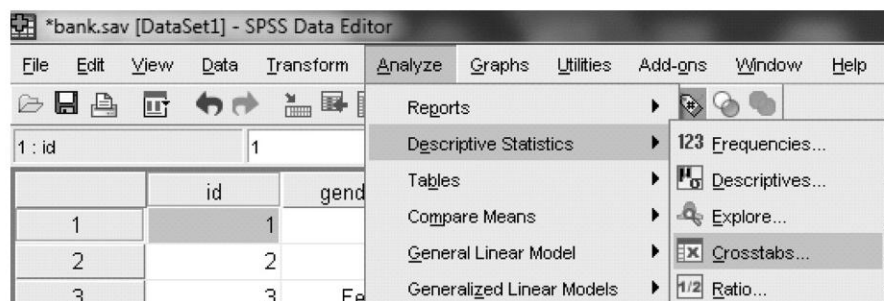 *bank.sav [DataSet1] - SPSS Data Editor
File Edit View Data Transform Analyze Graphs Utilities Add-ons Window Help
Reports
1 : id 1 Descriptive Statistics 123 Frequencies...
id gend Tables Descriptives...
1 1 Compare Means Explore...
2 2 General Linear Model Crosstabs...
3 3 Fe Generalized Linear Models 1/2 Ratio...